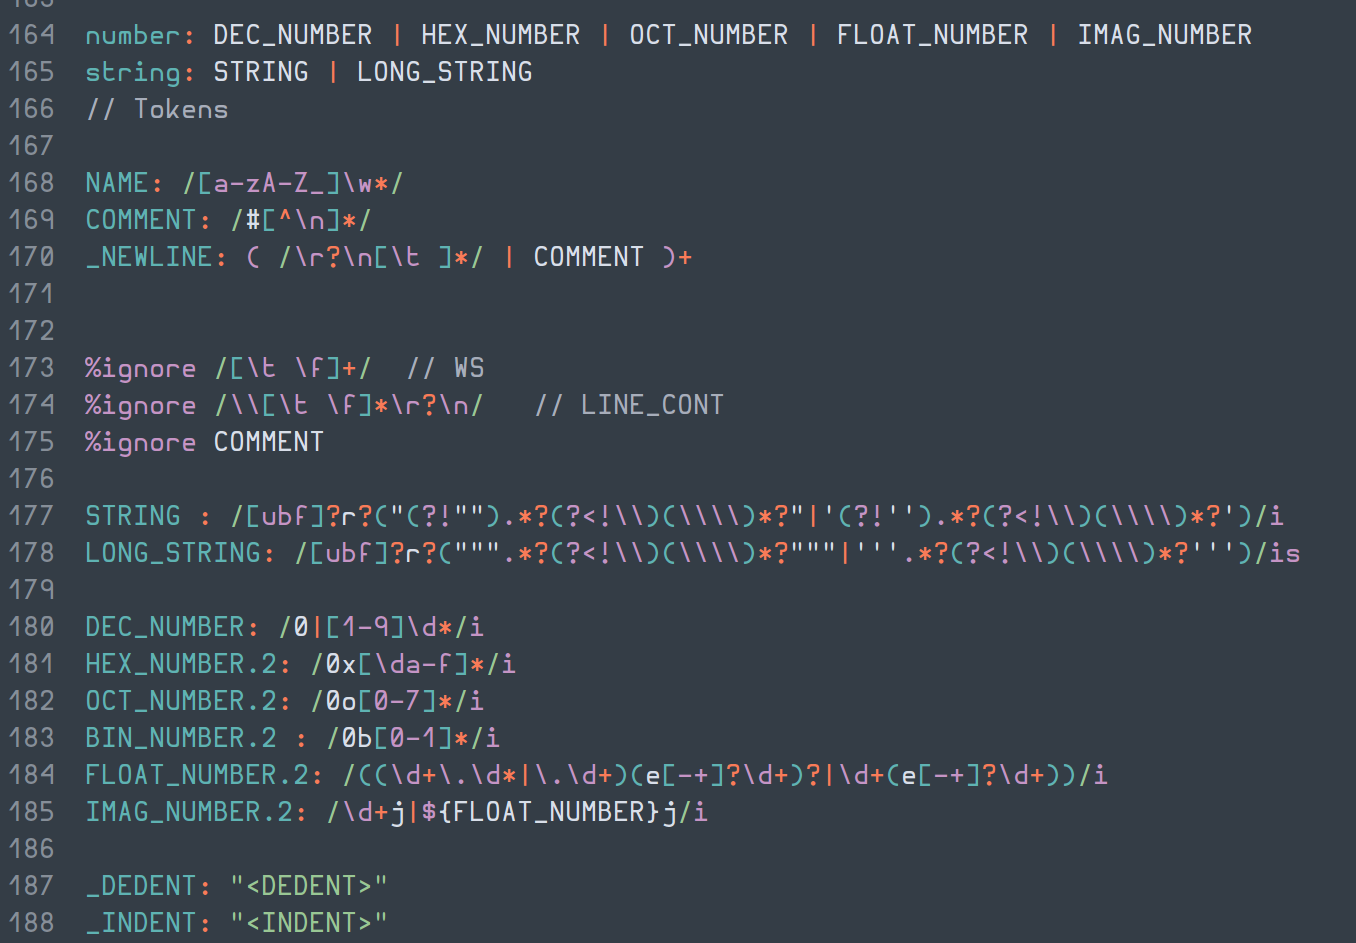 164 number: DEC_NUMBER | HEX_NUMBER | OCT_NUMBER | FLOAT_NUMBER | IMAG_NUMBER
165 string: STRING | LONG_STRING
166 // Tokens
167
168 NAME: /[a-zA-Z_]\w*/
169 COMMENT: /#[^\n]*/
170 _NEWLINE: ( /\r?\n[\t ]*/ | COMMENT )+
171
172
173 %ignore /[\t \f]+/  // WS
174 %ignore /\\[\t \f]*\r?\n/   // LINE_CONT
175 %ignore COMMENT
176
177 STRING : /[ubf]?r?("(?!"").*?(?<!\\)(\\\\)*?"|'(?!'').*?(?<!\\)(\\\\)*?')/i
178 LONG_STRING: /[ubf]?r?(""".*?(?<!\\)(\\\\)*?"""|'''.*?(?<!\\)(\\\\)*?''')/is
179
180 DEC_NUMBER: /0|[1-9]\d*/i
181 HEX_NUMBER.2: /0x[\da-f]*/i
182 OCT_NUMBER.2: /0o[0-7]*/i
183 BIN_NUMBER.2 : /0b[0-1]*/i
184 FLOAT_NUMBER.2: /((\d+\.\d*|\.\d+)(e[-+]?\d+)?|\d+(e[-+]?\d+))/i
185 IMAG_NUMBER.2: /\d+j|${FLOAT_NUMBER}j/i
186
187 _DEDENT: "<DEDENT>"
188 _INDENT: "<INDENT>"